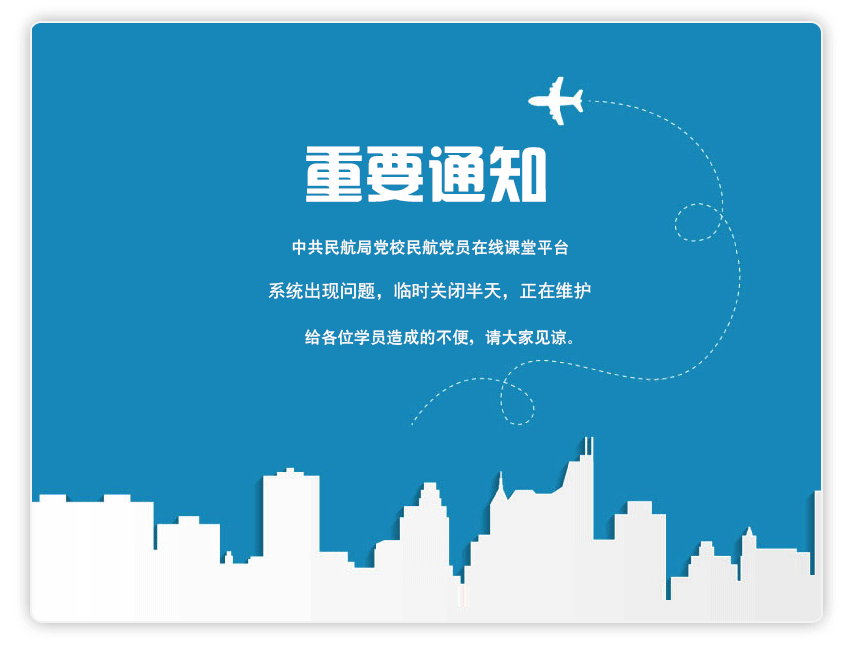 重要通知
中共民航局党校民航党员在线课堂平台
系统出现问题，临时关闭半天，正在维护
给各位学员造成的不便，请大家见谅。